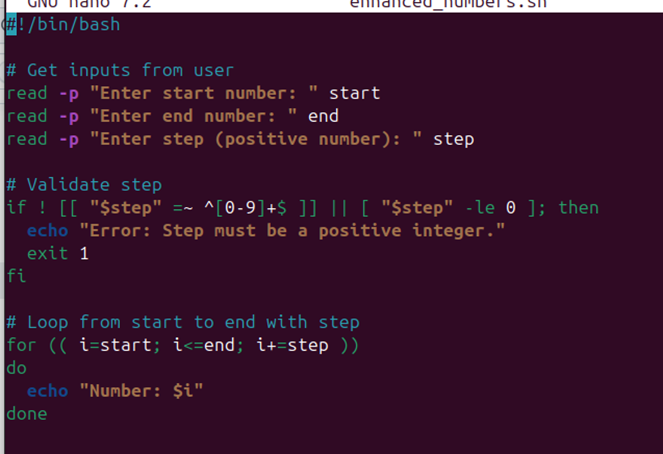 GNU nano 7.2 enhanced_numbers.sh
#!/bin/bash

# Get inputs from user
read -p "Enter start number: " start
read -p "Enter end number: " end
read -p "Enter step (positive number): " step

# Validate step
if ! [[ "$step" =~ ^[0-9]+$ ]] || [ "$step" -le 0 ]; then
  echo "Error: Step must be a positive integer."
  exit 1
fi

# Loop from start to end with step
for (( i=start; i<=end; i+=step ))
do
  echo "Number: $i"
done